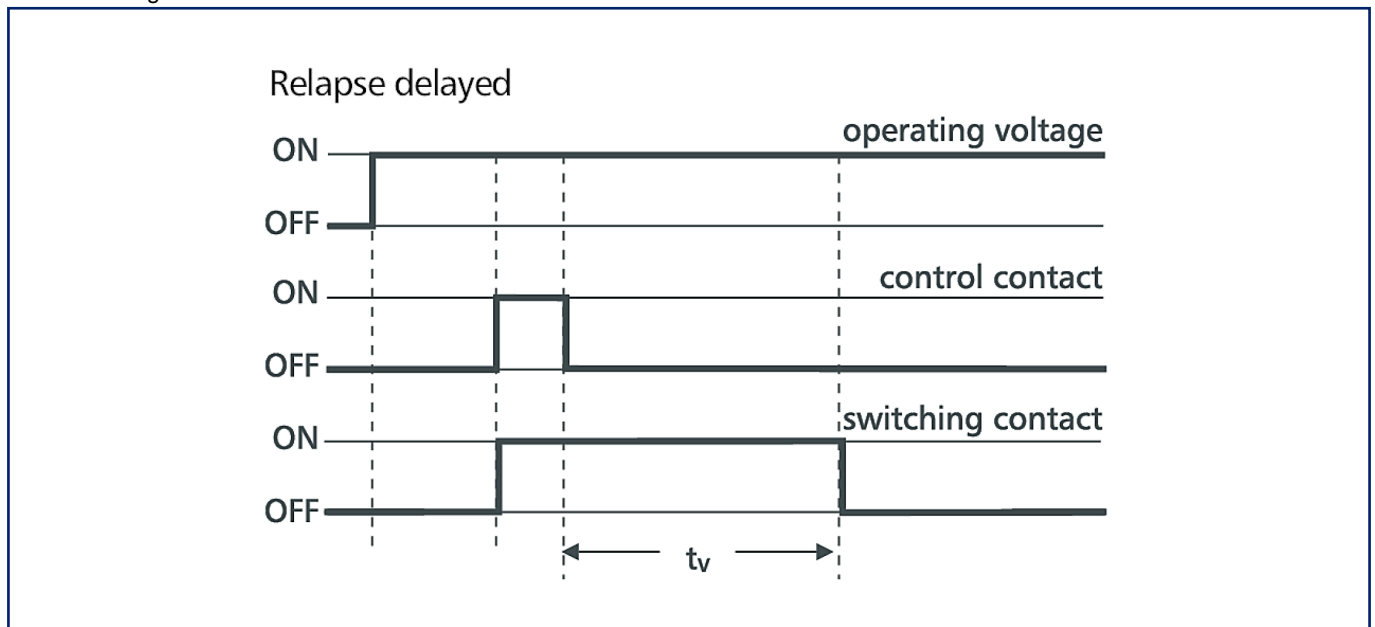 Relapse delayed
operating voltage
ON
OFF
control contact
ON
OFF
switching contact
ON
OFF
tv